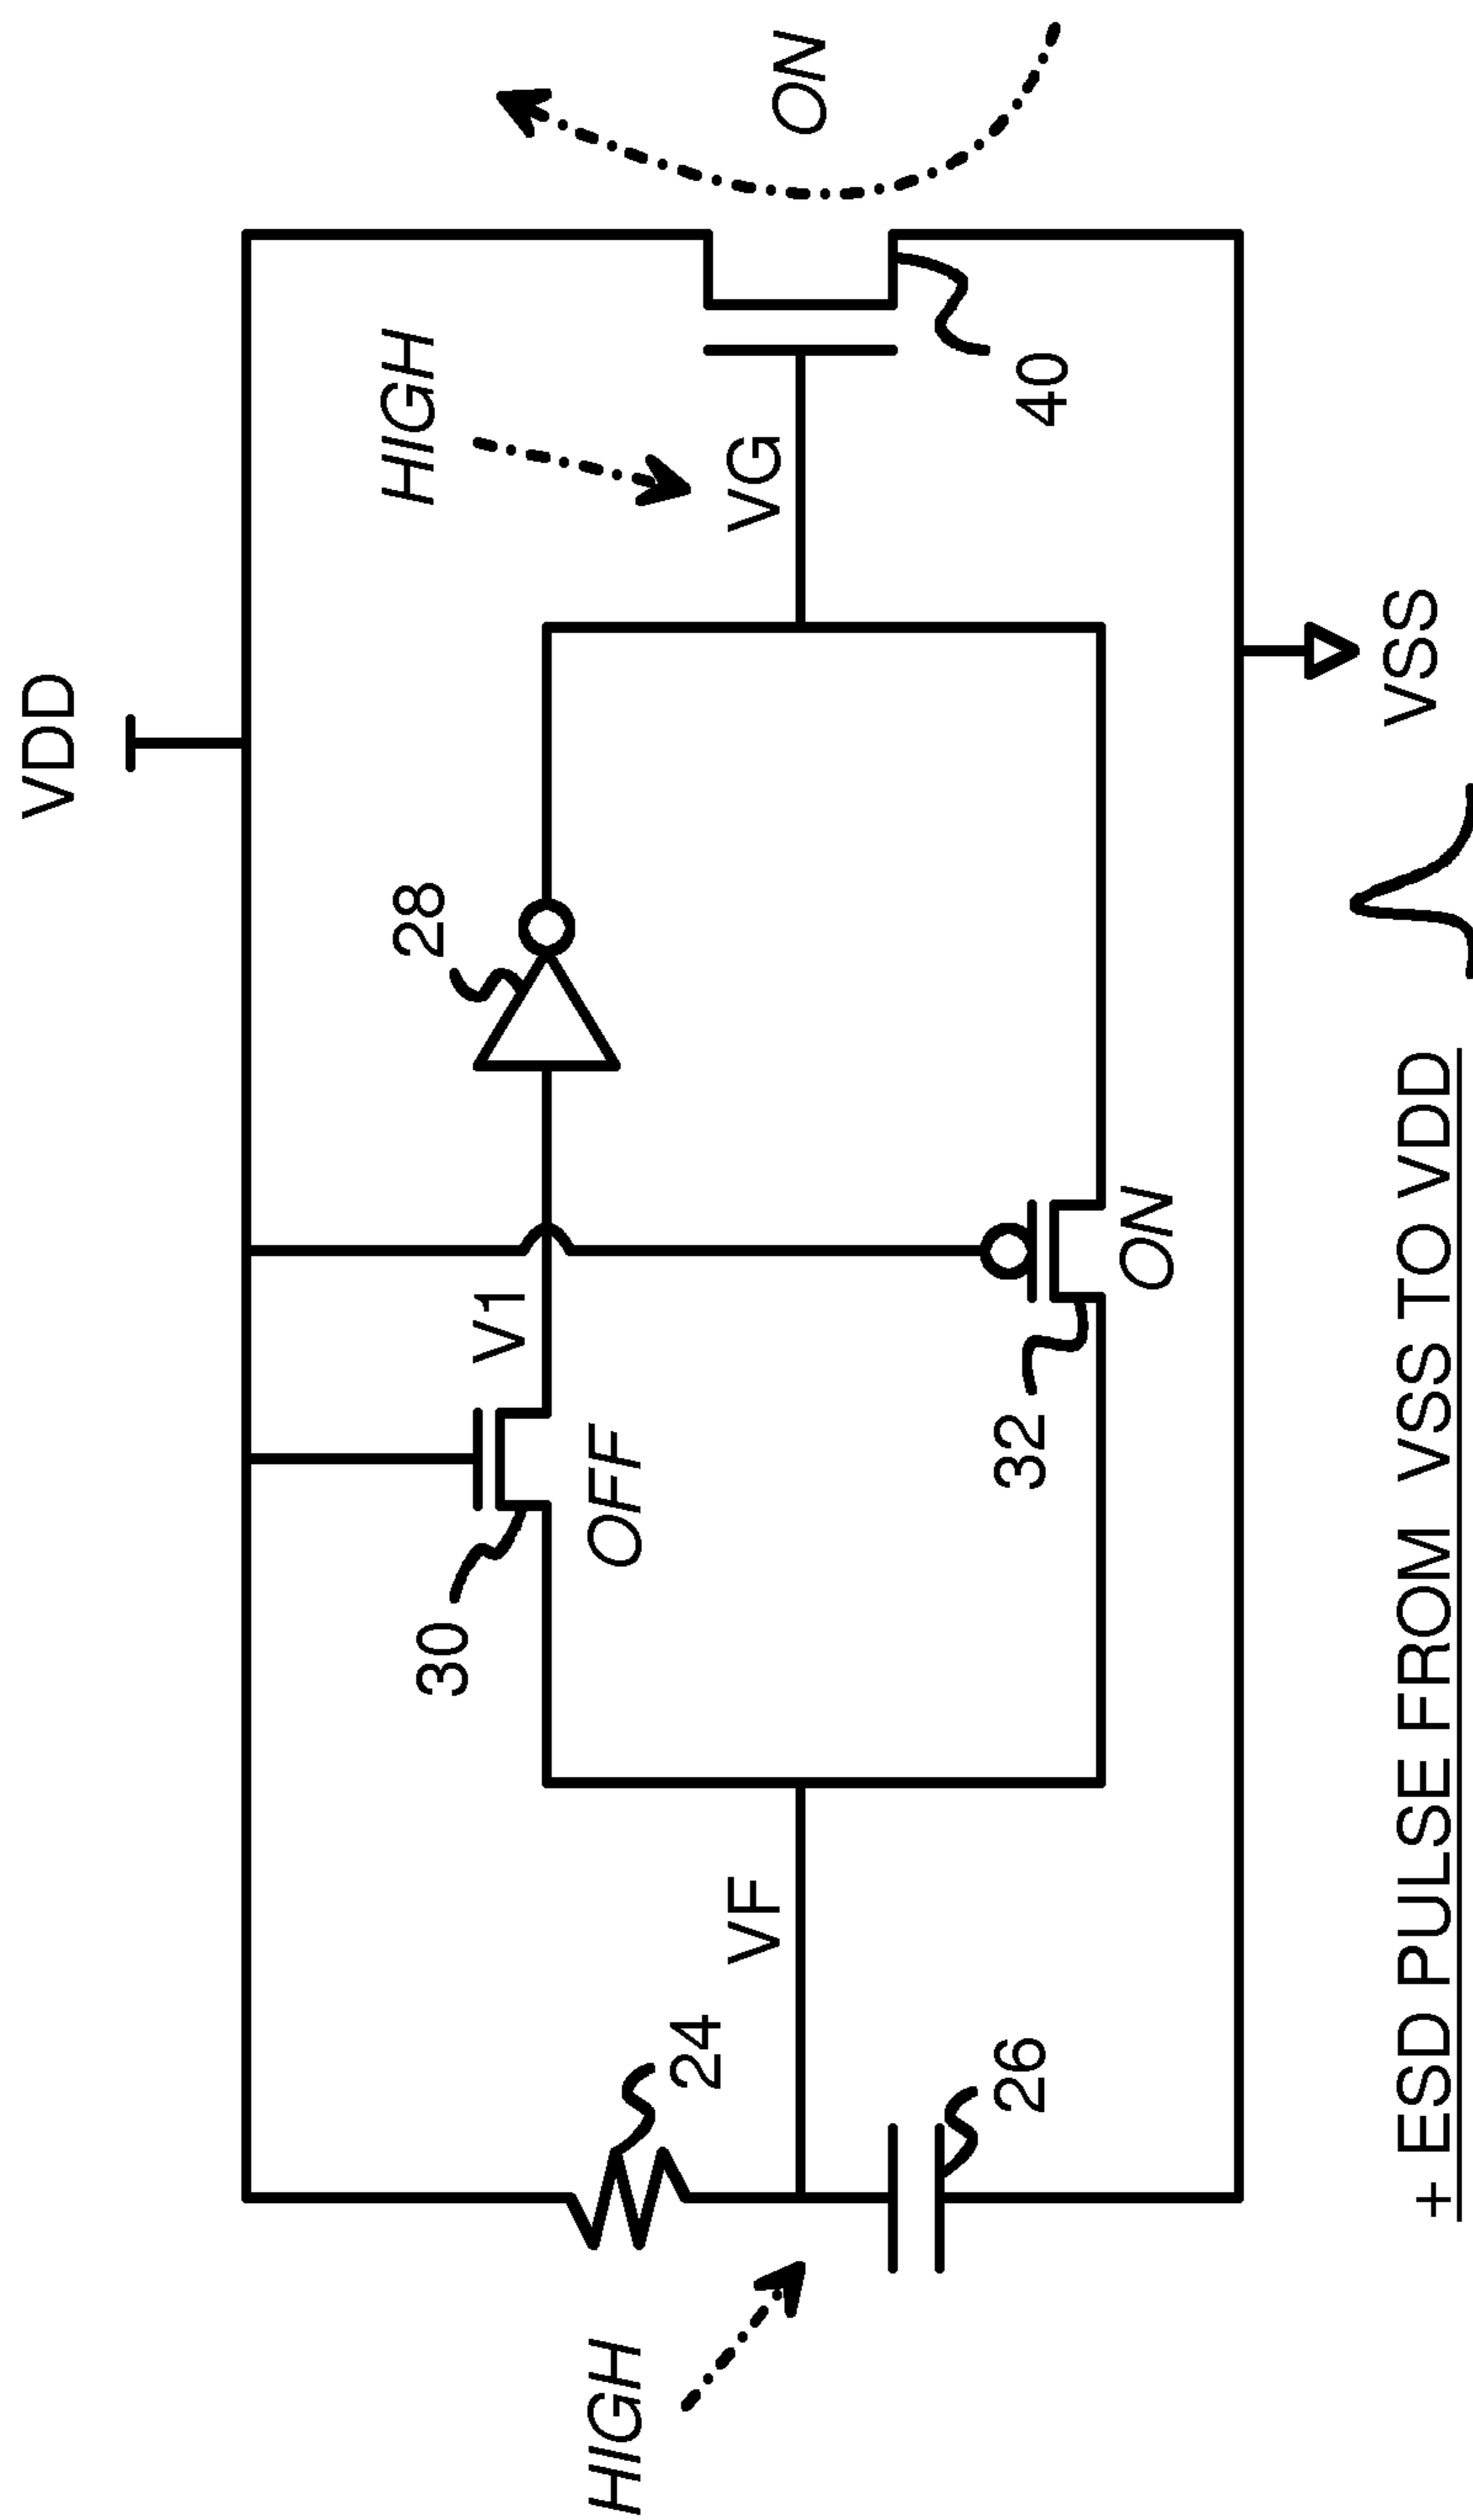 VDD
30
28
HIGH
V1
HIGH
OFF
24
VF
VG
ON
26
32
40
ON
VSS
+ ESD PULSE FROM VSS TO VDD